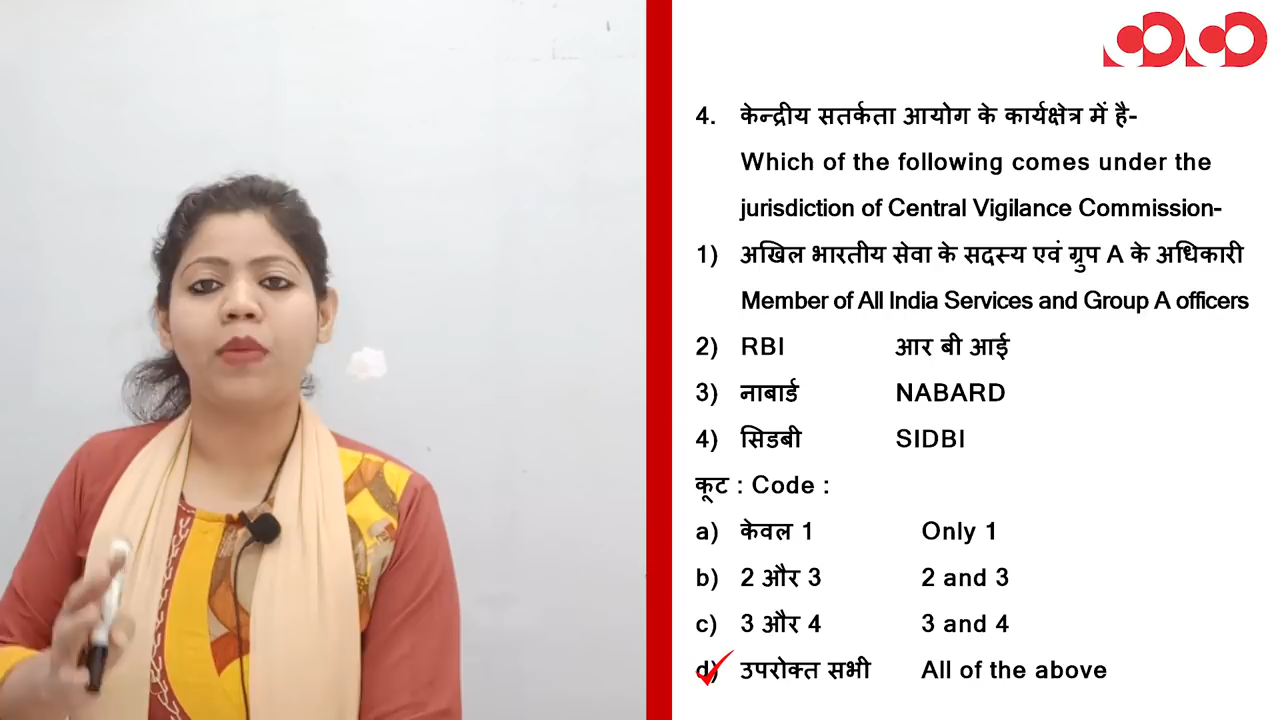 4. केन्द्रीय सतर्कता आयोग के कार्यक्षेत्र में है-
Which of the following comes under the
jurisdiction of Central Vigilance Commission-
1) अखिल भारतीय सेवा के सदस्य एवं ग्रुप A के अधिकारी
Member of All India Services and Group A officers
2) RBI आर बी आई
3) नाबार्ड NABARD
4) सिडबी SIDBI
कूट : Code :
a) केवल 1 Only 1
b) 2 और 3 2 and 3
c) 3 और 4 3 and 4
d) उपरोक्त सभी All of the above